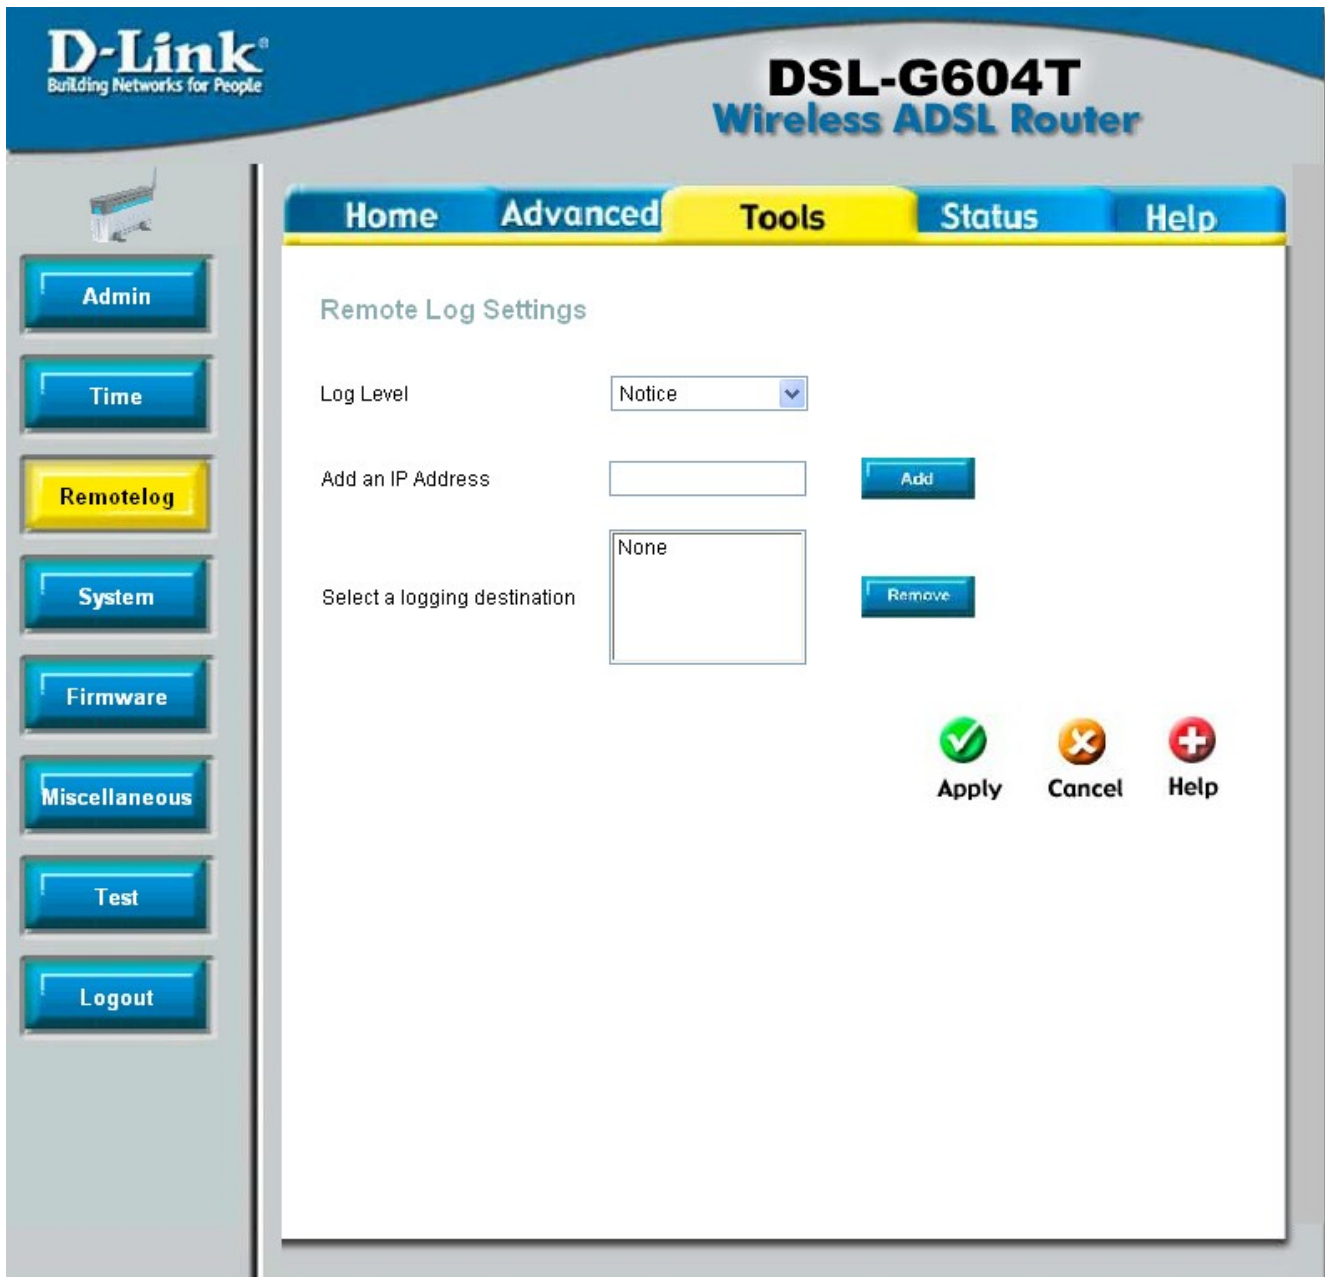 D-Link®
Building Networks for People
DSL-G604T
Wireless ADSL Router
Home Advanced Tools Status Help
Admin
Time
Remotelog
System
Firmware
Miscellaneous
Test
Logout
Remote Log Settings
Log Level Notice
Add an IP Address Add
None
Select a logging destination Remove
Apply Cancel Help